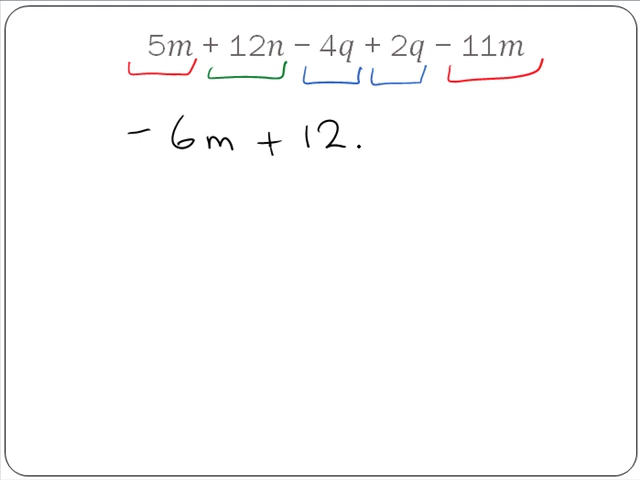 5m + 12n − 4q + 2q − 11m
− 6m + 12.